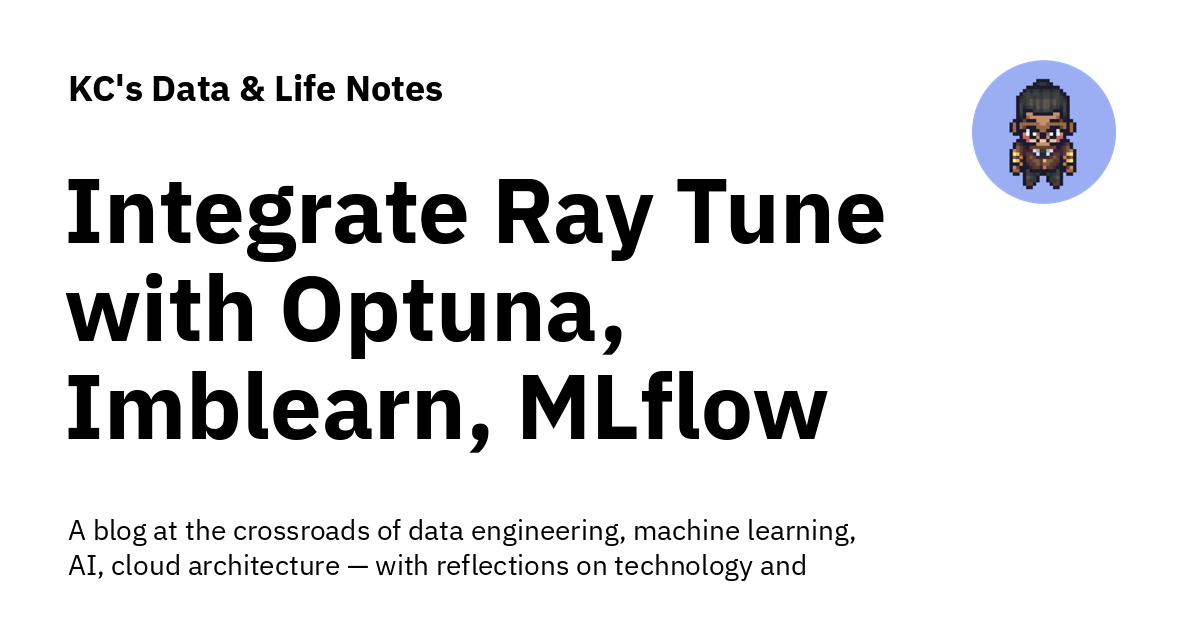 KC's Data & Life Notes
Integrate Ray Tune
with Optuna,
Imblearn, MLflow
A blog at the crossroads of data engineering, machine learning,
AI, cloud architecture — with reflections on technology and